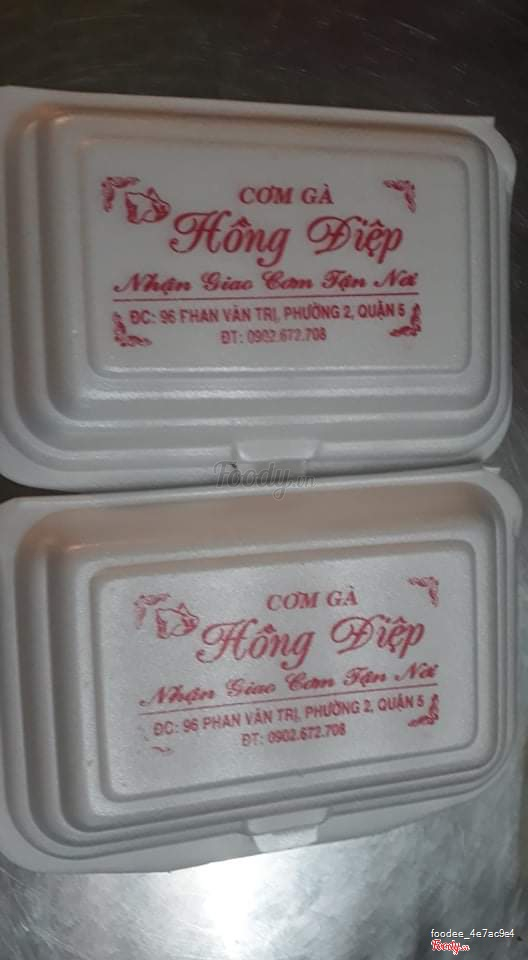 CƠM GÀ
Hồng Điệp
Nhận Giao Cơm Tận Nơi
ĐC: 96 PHAN VĂN TRỊ, PHƯỜNG 2, QUẬN 5
ĐT: 0902.672.708
Foody.vn
CƠM GÀ
Hồng Điệp
Nhận Giao Cơm Tận Nơi
ĐC: 96 PHAN VĂN TRỊ, PHƯỜNG 2, QUẬN 5
ĐT: 0902.672.708
foodee_4e7ac9e4
Foody.vn